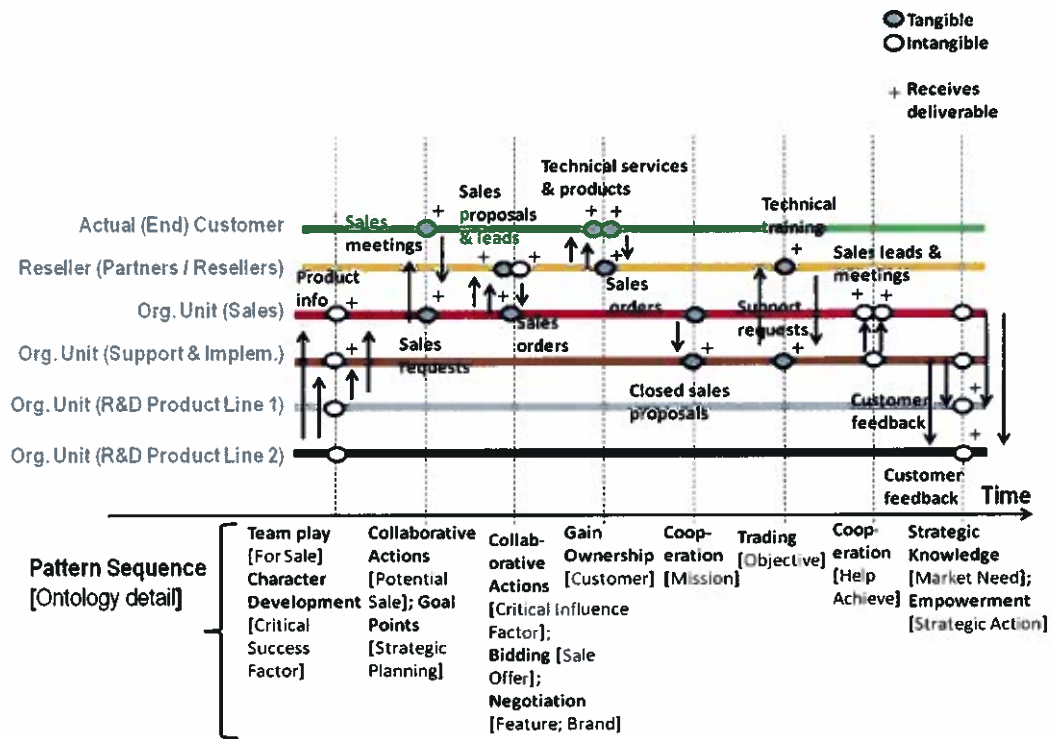 Tangible
Intangible
+ Receives
deliverable
Technical services
& products
Sales
proposals
& leads
Technical
training
Actual (End) Customer
Sales
meetings
Reseller (Partners / Resellers)
Sales leads &
meetings
Product
info
Sales
orders
Support
requests
Org. Unit (Sales)
Sales
orders
Org. Unit (Support & Implem.)
Sales
requests
Closed sales
proposals
Org. Unit (R&D Product Line 1)
Customer
feedback
Org. Unit (R&D Product Line 2)
Customer
feedback
Time
Pattern Sequence
[Ontology detail]
Team play
[For Sale]
Character
Development
[Critical
Success
Factor]
Collaborative
Actions
[Potential
Sale]; Goal
Points
[Strategic
Planning]
Collab-
orative
Actions
[Critical Influence
Factor];
Bidding [Sale
Offer];
Negotiation
[Feature; Brand]
Gain
Ownership
[Customer]
Coop-
eration
[Mission]
Trading
[Objective]
Coop-
eration
[Help
Achieve]
Strategic
Knowledge
[Market Need];
Empowerment
[Strategic Action]